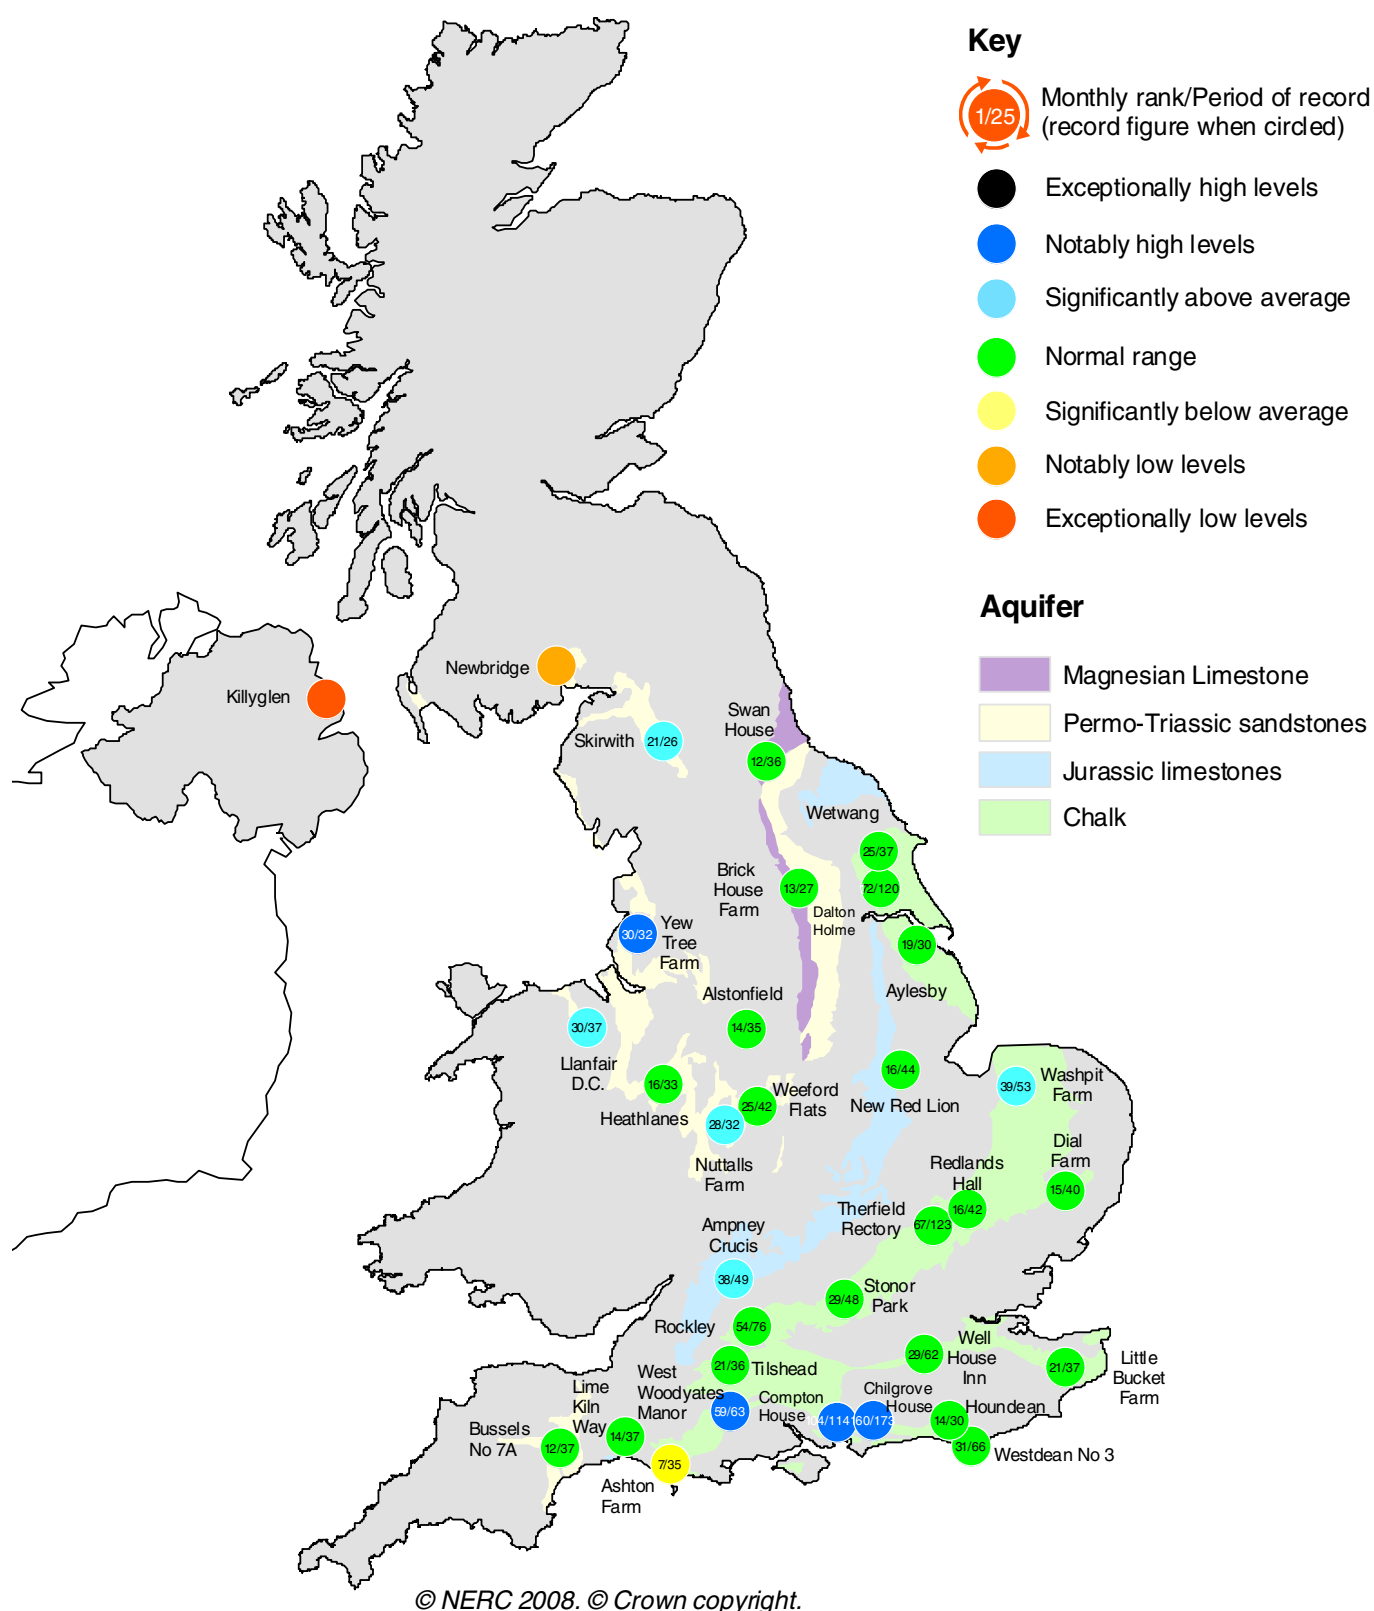 Key
1/25
Monthly rank/Period of record
(record figure when circled)
Exceptionally high levels
Notably high levels
Significantly above average
Normal range
Significantly below average
Notably low levels
Exceptionally low levels
Aquifer
Magnesian Limestone
Permo-Triassic sandstones
Jurassic limestones
Chalk
Newbridge
Killyglen
Skirwith
21/26
Swan
House
12/36
Wetwang
25/37
72/120
Dalton
Holme
Brick
House
Farm
13/27
30/32
Yew
Tree
Farm
19/30
Aylesby
Alstonfield
14/35
30/37
Llanfair
D.C.
16/33
Heathlanes
Weeford
Flats
25/42
28/32
Nuttalls
Farm
16/44
New Red Lion
39/53
Washpit
Farm
Dial
Farm
15/40
Redlands
Hall
16/42
Therfield
Rectory
67/123
Ampney
Crucis
38/49
Stonor
Park
29/48
Rockley
54/76
21/36
Tilshead
Well
House
Inn
29/62
21/37
Little
Bucket
Farm
West
Woodyates
Manor
59/63
Compton
House
104/114
Chilgrove
House
160/173
Houndean
14/30
31/66
Westdean No 3
Lime
Kiln
Way
14/37
Bussels
No 7A
12/37
7/35
Ashton
Farm
© NERC 2008. © Crown copyright.